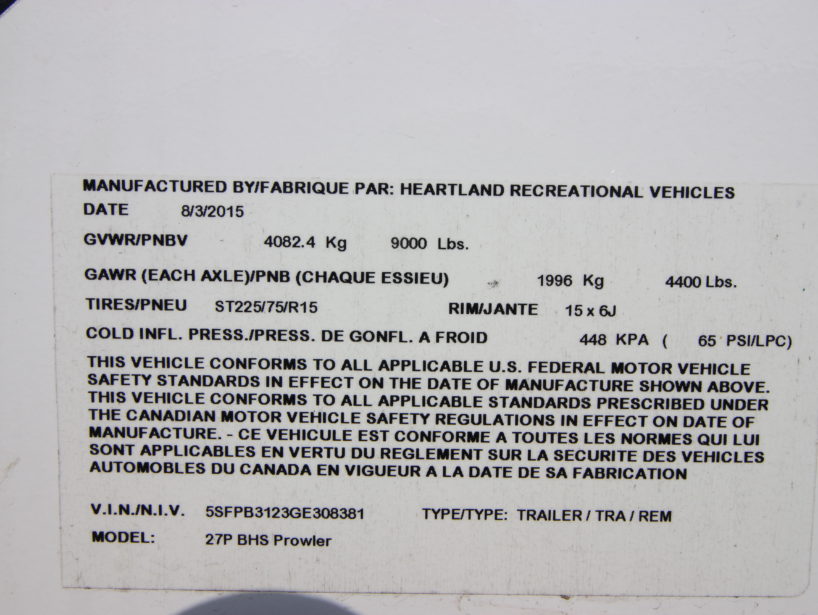 MANUFACTURED BY/FABRIQUE PAR: HEARTLAND RECREATIONAL VEHICLES
DATE 8/3/2015
GVWR/PNBV 4082.4 Kg 9000 Lbs.
GAWR (EACH AXLE)/PNB (CHAQUE ESSIEU) 1996 Kg 4400 Lbs.
TIRES/PNEU ST225/75/R15 RIM/JANTE 15 x 6J
COLD INFL. PRESS./PRESS. DE GONFL. A FROID 448 KPA ( 65 PSI/LPC)
THIS VEHICLE CONFORMS TO ALL APPLICABLE U.S. FEDERAL MOTOR VEHICLE
SAFETY STANDARDS IN EFFECT ON THE DATE OF MANUFACTURE SHOWN ABOVE.
THIS VEHICLE CONFORMS TO ALL APPLICABLE STANDARDS PRESCRIBED UNDER
THE CANADIAN MOTOR VEHICLE SAFETY REGULATIONS IN EFFECT ON DATE OF
MANUFACTURE. - CE VEHICULE EST CONFORME A TOUTES LES NORMES QUI LUI
SONT APPLICABLES EN VERTU DU REGLEMENT SUR LA SECURITE DES VEHICLES
AUTOMOBLES DU CANADA EN VIGUEUR A LA DATE DE SA FABRICATION
V.I.N./N.I.V. 5SFPB3123GE308381 TYPE/TYPE: TRAILER / TRA / REM
MODEL: 27P BHS Prowler